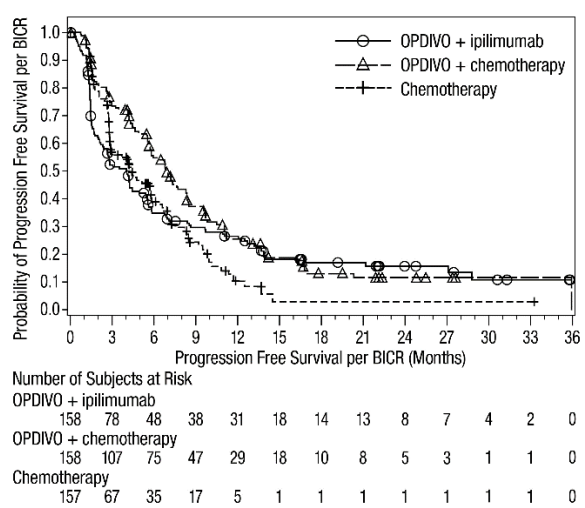 Probability of Progression Free Survival per BICR
1.0
0.9
0.8
0.7
0.6
0.5
0.4
0.3
0.2
0.1
0.0
OPDIVO + ipilimumab
OPDIVO + chemotherapy
Chemotherapy
0 3 6 9 12 15 18 21 24 27 30 33 36
Progression Free Survival per BICR (Months)
Number of Subjects at Risk
OPDIVO + ipilimumab
158 78 48 38 31 18 14 13 8 7 4 2 0
OPDIVO + chemotherapy
158 107 75 47 29 18 10 8 5 3 1 1 0
Chemotherapy
157 67 35 17 5 1 1 1 1 1 1 1 0